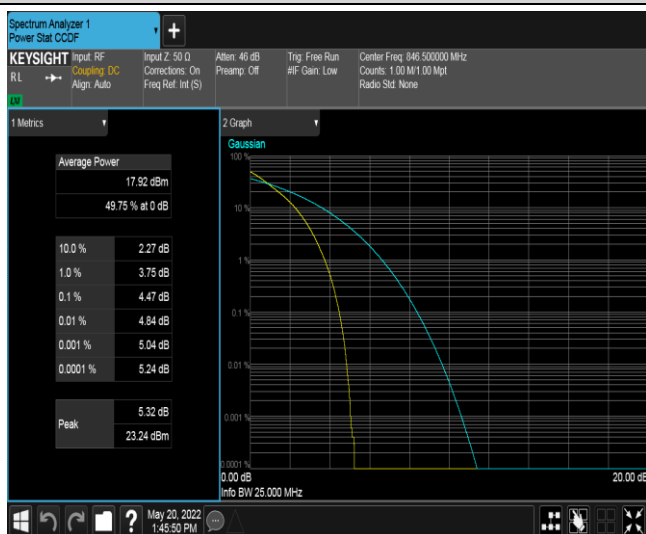 Spectrum Analyzer 1
Power Stat CCDF
KEYSIGHT
RL
Input: RF
Coupling: DC
Align: Auto
Input Z: 50 Ω
Corrections: On
Freq Ref: Int (S)
Atten: 46 dB
Preamp: Off
Trig: Free Run
#IF Gain: Low
Center Freq: 846.500000 MHz
Counts: 1.00 M/1.00 Mpt
Radio Std: None
1 Metrics
Average Power
17.92 dBm
49.75 % at 0 dB
10.0 % 2.27 dB
1.0 % 3.75 dB
0.1 % 4.47 dB
0.01 % 4.84 dB
0.001 % 5.04 dB
0.0001 % 5.24 dB
Peak
5.32 dB
23.24 dBm
2 Graph
Gaussian
100 %
10 %
1 %
0.1 %
0.01 %
0.001 %
0.0001 %
0.00 dB
20.00 dB
Info BW 25.000 MHz
?
May 20, 2022
1:45:50 PM